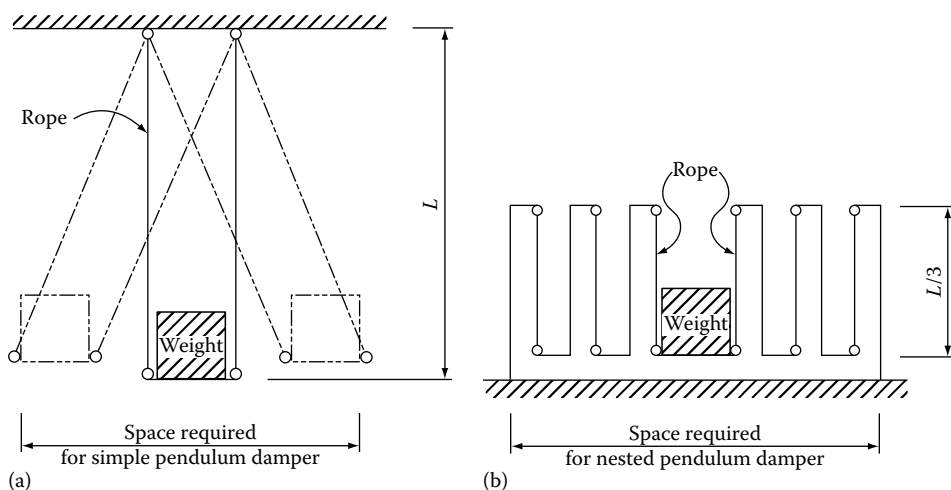 Rope
L
Weight
Space required
for simple pendulum damper
(a)
Rope
L/3
Weight
Space required
for nested pendulum damper
(b)